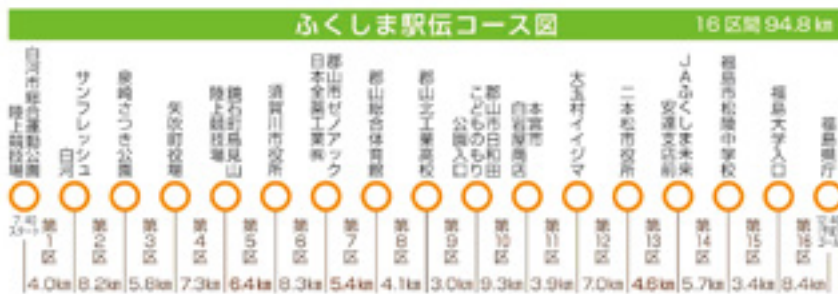 ふくしま駅伝コース図
16区間 94.8km
白河市総合運動公園
陸上競技場
サンフレッシュ
白河
泉崎さつき公園
矢吹町役場
鏡石町鳥見山
陸上競技場
須賀川市役所
郡山市ゼノアック
日本全薬工業㈱
郡山総合体育館
郡山北工業高校
郡山市日和田
こどものもり
公園入口
本宮市
白岩屋商店
大玉村イイジマ
二本松市役所
JAふくしま未来
安達支店前
福島市松陵中学校
福島大学入口
福島県庁
スタート
第1区
第2区
第3区
第4区
第5区
第6区
第7区
第8区
第9区
第10区
第11区
第12区
第13区
第14区
第15区
第16区
4.0km 8.2km 5.8km 7.3km 6.4km 8.3km 5.4km 4.1km 3.0km 9.3km 3.9km 7.0km 4.6km 5.7km 3.4km 8.4km